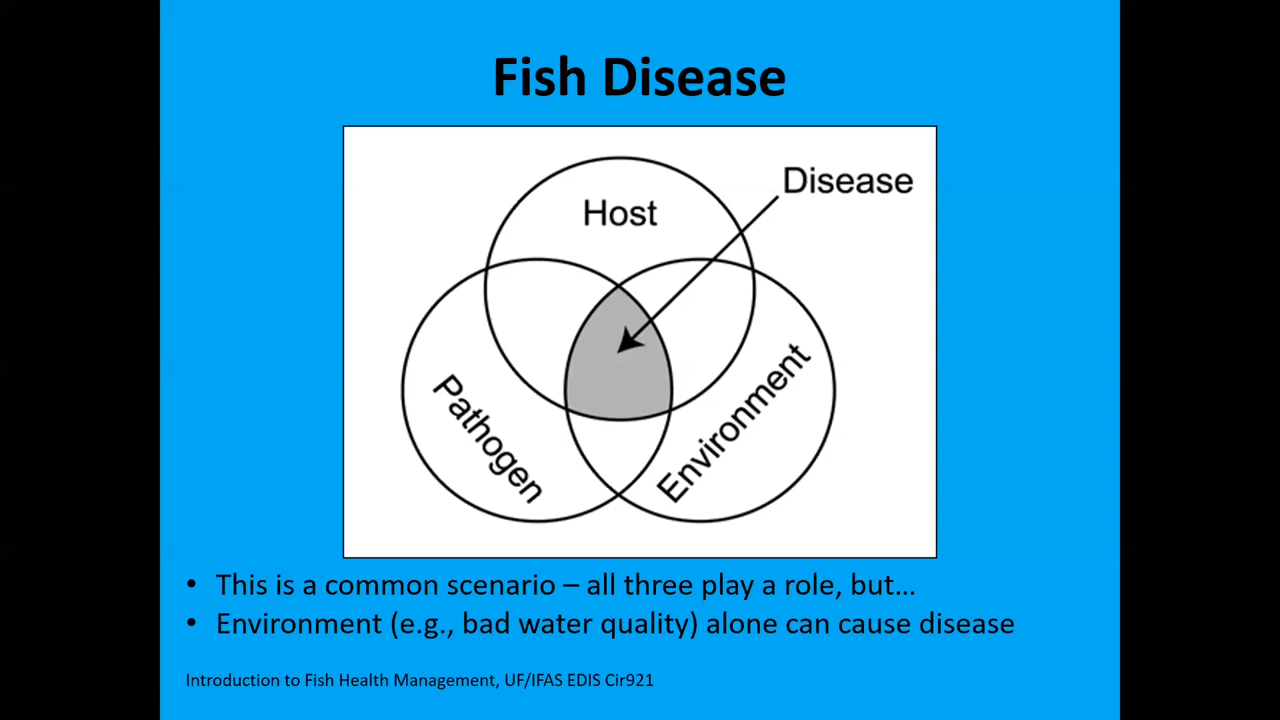 Fish Disease
Disease
Host
Pathogen
Environment
• This is a common scenario – all three play a role, but…
• Environment (e.g., bad water quality) alone can cause disease
Introduction to Fish Health Management, UF/IFAS EDIS Cir921